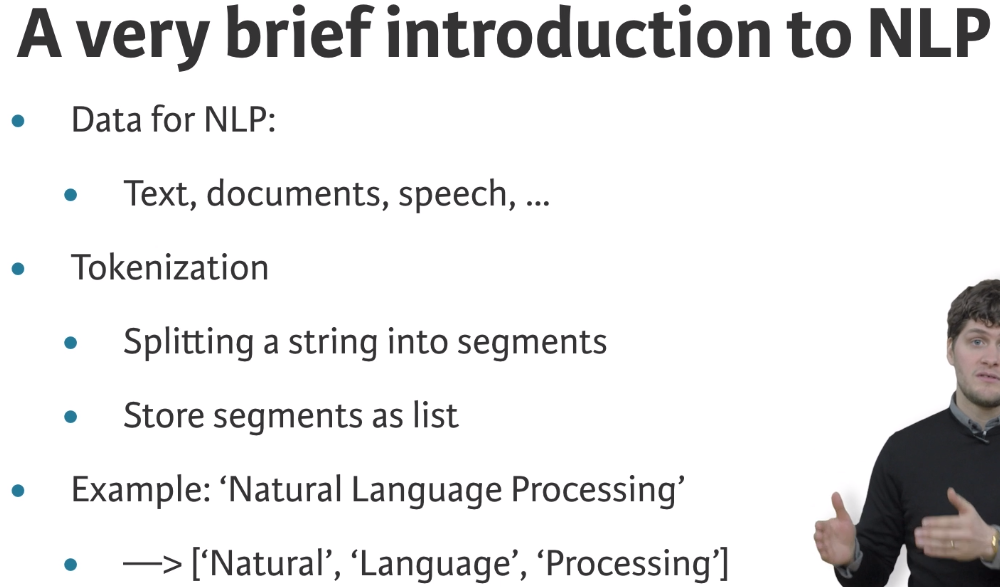 A very brief introduction to NLP
• Data for NLP:
• Text, documents, speech, ...
• Tokenization
• Splitting a string into segments
• Store segments as list
• Example: ‘Natural Language Processing’
• —> [‘Natural’, ‘Language’, ‘Processing’]